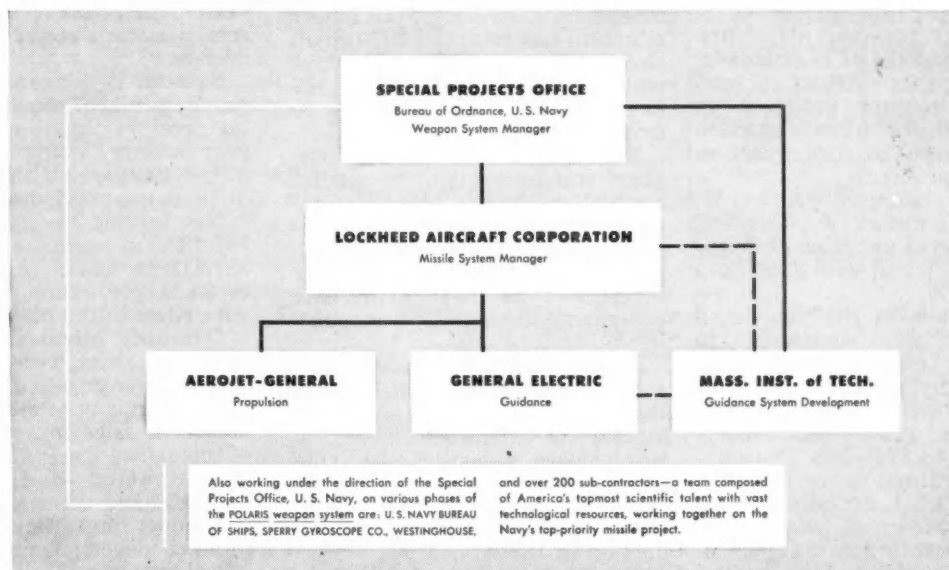 SPECIAL PROJECTS OFFICE
Bureau of Ordnance, U. S. Navy
Weapon System Manager
LOCKHEED AIRCRAFT CORPORATION
Missile System Manager
AEROJET-GENERAL
Propulsion
GENERAL ELECTRIC
Guidance
MASS. INST. of TECH.
Guidance System Development
Also working under the direction of the Special
Projects Office, U. S. Navy, on various phases of
the POLARIS weapon system are: U. S. NAVY BUREAU
OF SHIPS, SPERRY GYROSCOPE CO., WESTINGHOUSE,
and over 200 sub-contractors—a team composed
of America's topmost scientific talent with vast
technological resources, working together on the
Navy's top-priority missile project.